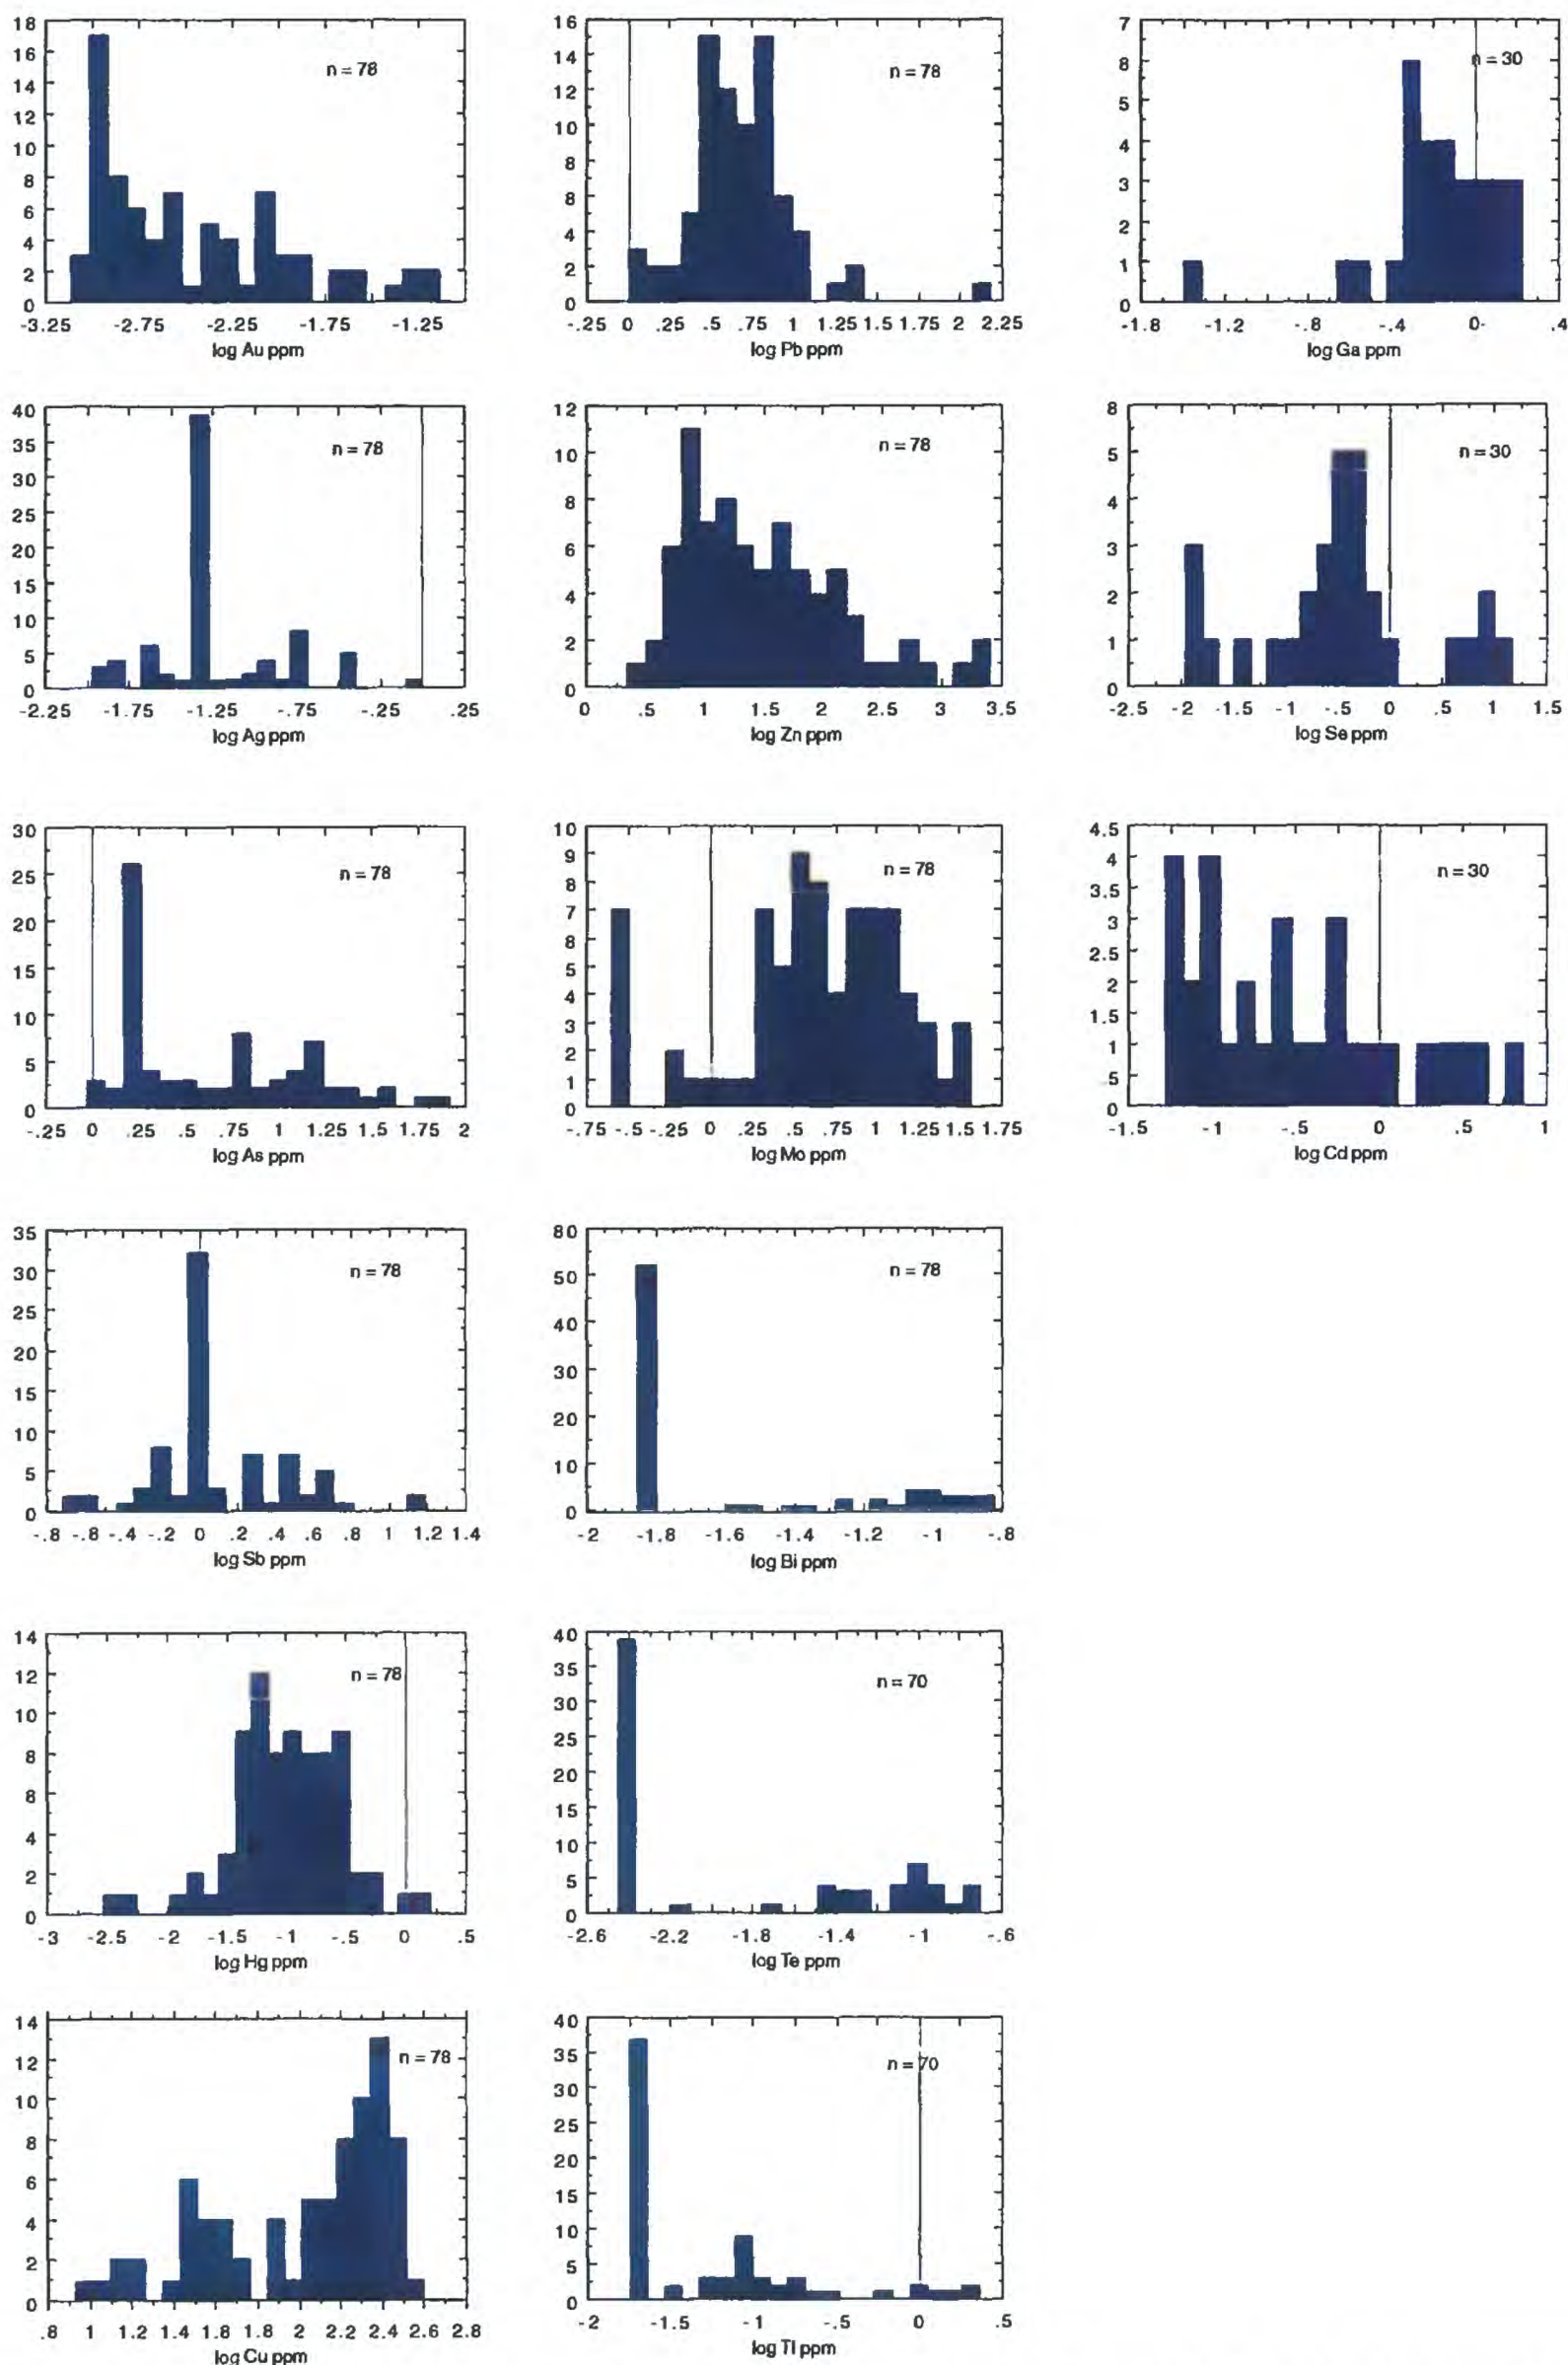 18
16
14
12
10
8
6
4
2
0
n = 78
-3.25 -2.75 -2.25 -1.75 -1.25
log Au ppm
16
14
12
10
8
8
4
2
0
n = 78
-.25 0 .25 .5 .75 1 1.25 1.5 1.75 2 2.25
log Pb ppm
7
8
5
4
3
2
1
0
n = 30
-1.8 -1.2 -.8 -.4 0- .4
log Ga ppm
40
35
30
25
20
15
10
5
0
n = 78
-2.25 -1.75 -1.25 -.75 -.25 .25
log Ag ppm
12
10
8
6
4
2
0
n = 78
0 .5 1 1.5 2 2.5 3 3.5
log Zn ppm
8
5
4
3
2
1
0
n = 30
-2.5 -2 -1.5 -1 -.5 0 .5 1 1.5
log Se ppm
30
25
20
15
10
5
0
n = 78
-.25 0 .25 .5 .75 1 1.25 1.5 1.75 2
log As ppm
10
9
8
7
8
5
4
3
2
1
0
n = 78
-.75 -.5 -.25 0 .25 .5 .75 1 1.25 1.5 1.75
log Mo ppm
4.5
4
3.5
3
2.5
2
1.5
1
5
0
n = 30
-1.5 -1 -.5 0 .5 1
log Cd ppm
35
30
25
20
15
10
5
0
n = 78
-.8 -.8 -.4 -.2 0 .2 .4 .6 .8 1 1.2 1.4
log Sb ppm
80
50
40
30
20
10
0
n = 78
-2 -1.8 -1.6 -1.4 -1.2 -1 -.8
log Bi ppm
14
12
10
8
6
4
2
0
n = 78
-3 -2.5 -2 -1.5 -1 -.5 0 .5
log Hg ppm
40
35
30
25
20
15
10
5
0
n = 70
-2.6 -2.2 -1.8 -1.4 -1 -.6
log Te ppm
14
12
10
8
6
4
2
0
n = 78
.8 1 1.2 1.4 1.8 1.8 2 2.2 2.4 2.6 2.8
log Cu ppm
40
35
30
25
20
15
10
5
0
n = 70
-2 -1.5 -1 -.5 0 .5
log Tl ppm